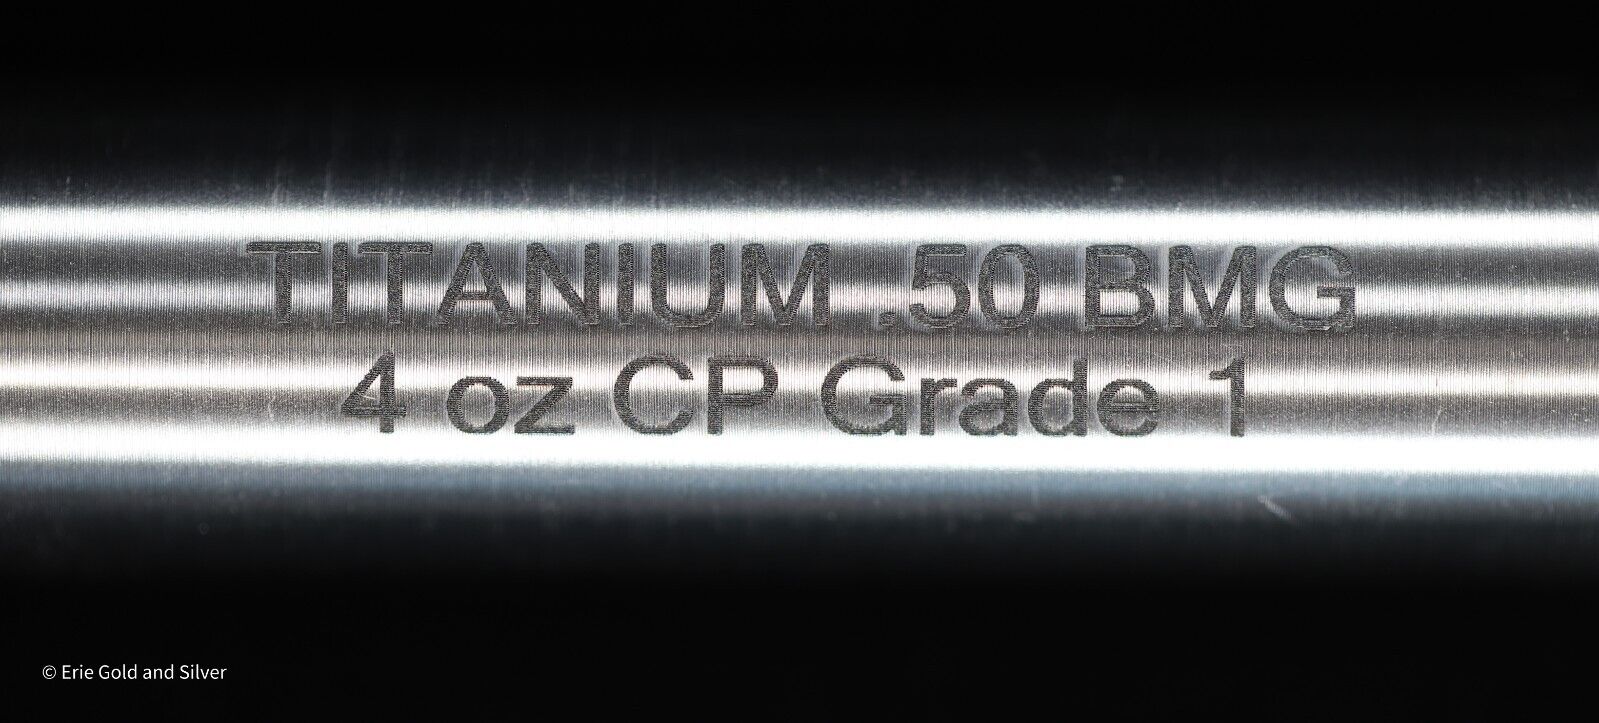 TITANIUM .50 BMG
4 oz CP Grade 1
© Erie Gold and Silver